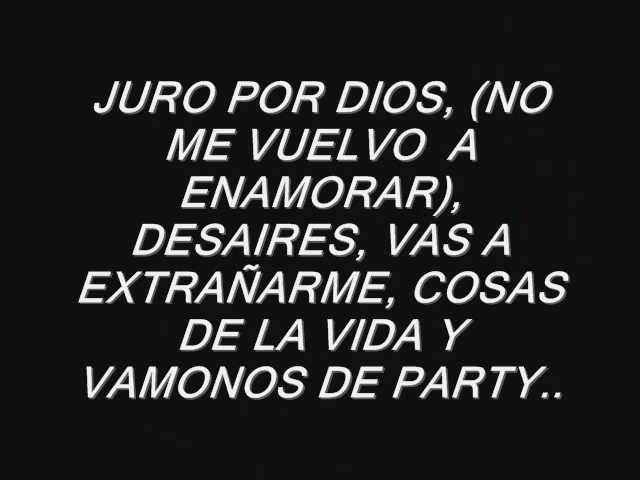 JURO POR DIOS, (NO
ME VUELVO  A
ENAMORAR),
DESAIRES, VAS A
EXTRAÑARME, COSAS
DE LA VIDA Y
VAMONOS DE PARTY..